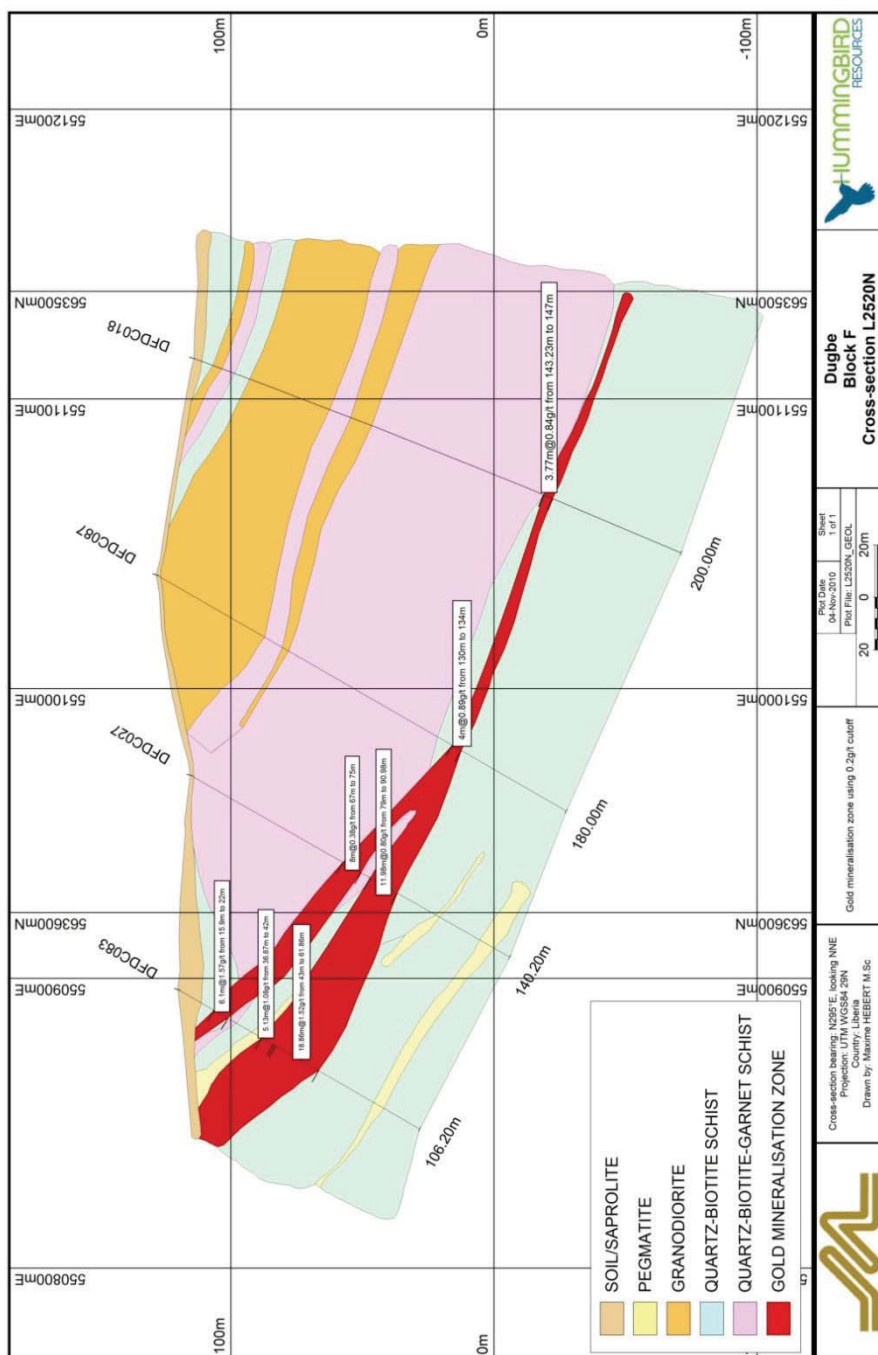 100m
0m
-100m
551200mE
551200mE
563500mN
563500mN
551100mE
551100mE
551000mE
551000mE
563600mN
563600mN
550900mE
550900mE
550800mE
100m
0m
DFDC018
DFDC087
DFDC027
DFDC083
3.77m@0.84g/t from 143.23m to 147m
4m@0.89g/t from 130m to 134m
8m@0.38g/t from 67m to 75m
11.98m@0.80g/t from 79m to 90.98m
6.1m@1.57g/t from 15.9m to 22m
5.13m@1.08g/t from 36.87m to 42m
18.86m@1.52g/t from 43m to 61.86m
200.00m
180.00m
140.20m
106.20m
SOIL/SAPROLITE
PEGMATITE
GRANODIORITE
QUARTZ-BIOTITE SCHIST
QUARTZ-BIOTITE-GARNET SCHIST
GOLD MINERALISATION ZONE
Cross-section bearing: N295°E, looking NNE
Projection: UTM WGS84 29N
Country: Liberia
Drawn by: Maxime HEBERT M.Sc
Gold mineralisation zone using 0.2g/t cutoff
Plot Date
04-Nov-2010
Sheet
1 of 1
Plot File: L2520N_GEOL
20 0 20m
Dugbe
Block F
Cross-section L2520N
HUMMINGBIRD
RESOURCES